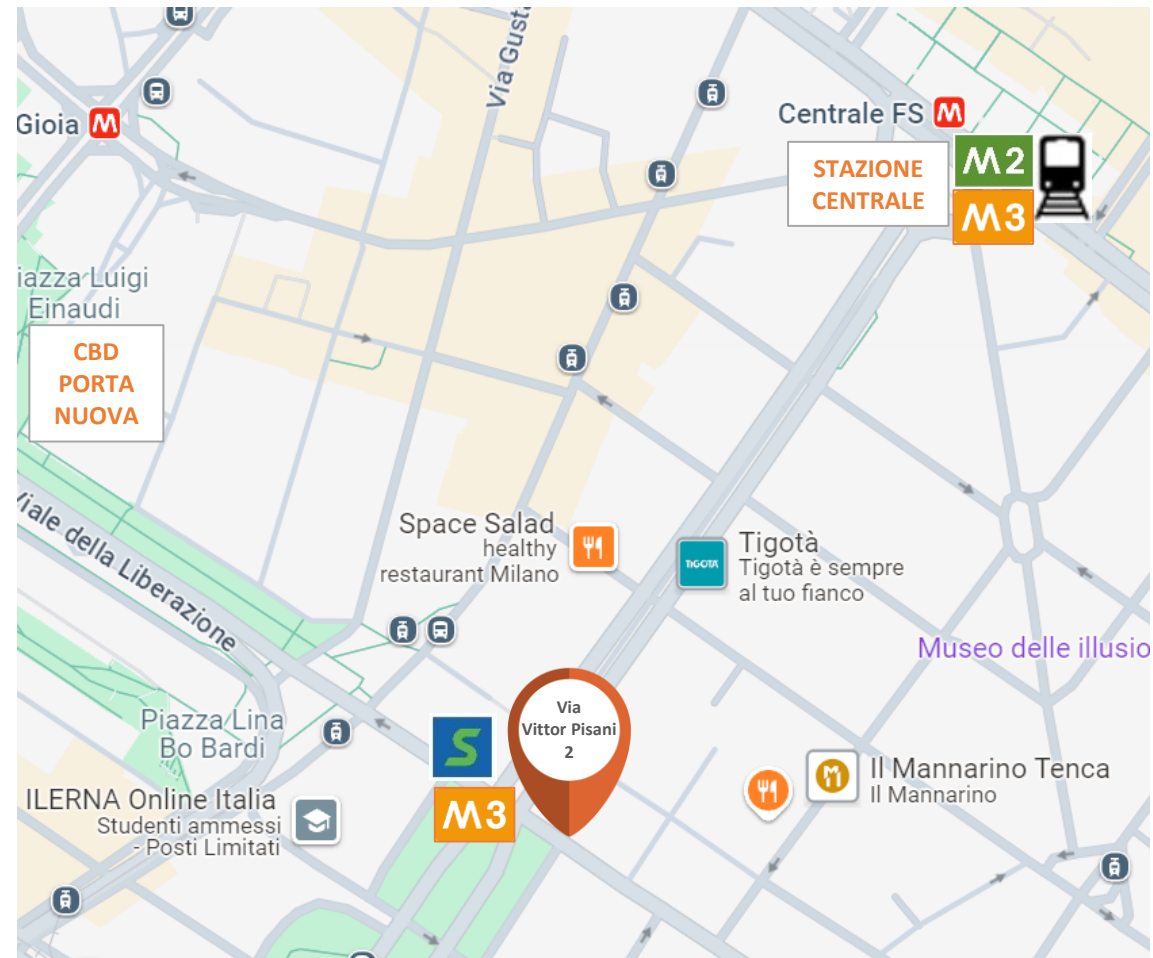 Via Gust
Gioia
M
Centrale FS
M
STAZIONE
CENTRALE
M2
M3
iazza Luigi
Einaudi
CBD
PORTA
NUOVA
Viale della Liberazione
Space Salad
healthy
restaurant Milano
TIGOTÀ
Tigotà
Tigotà è sempre
al tuo fianco
Museo delle illusio
Via
Vittor Pisani
2
Piazza Lina
Bo Bardi
S
M3
Il Mannarino Tenca
Il Mannarino
ILERNA Online Italia
Studenti ammessi
- Posti Limitati